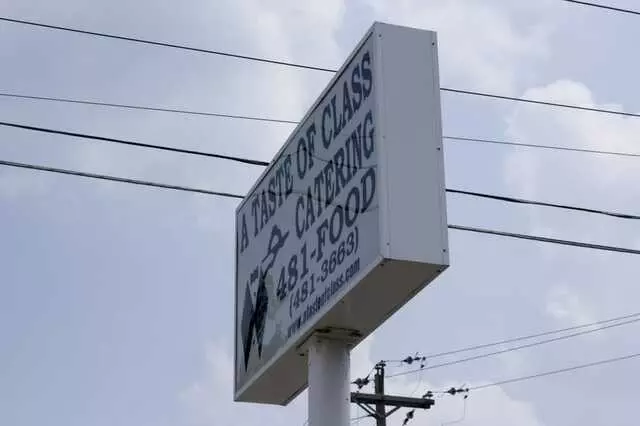 A TASTE OF CLASS
CATERING
481-FOOD
(481-3663)
www.atasteofclass.com